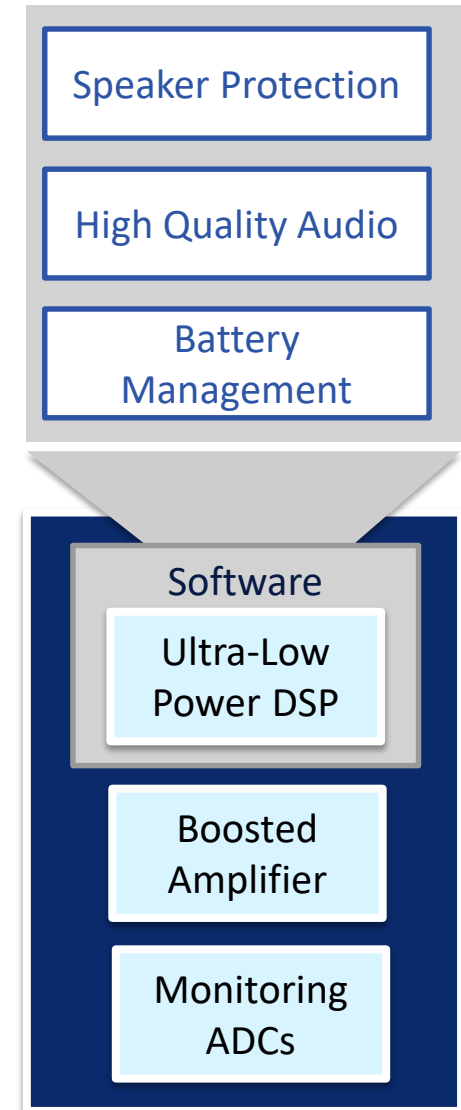 Speaker Protection
High Quality Audio
Battery
Management
Software
Ultra-Low
Power DSP
Boosted
Amplifier
Monitoring
ADCs